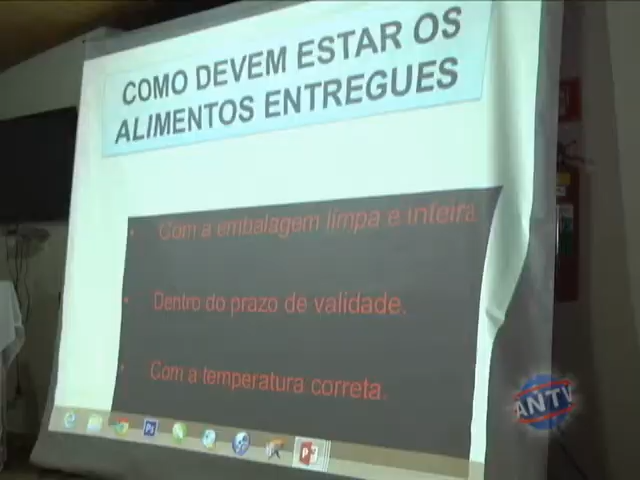 COMO DEVEM ESTAR OS
ALIMENTOS ENTREGUES
• Com a embalagem limpa e inteira
• Dentro do prazo de validade.
• Com a temperatura correta.
Ps
P
ANTV